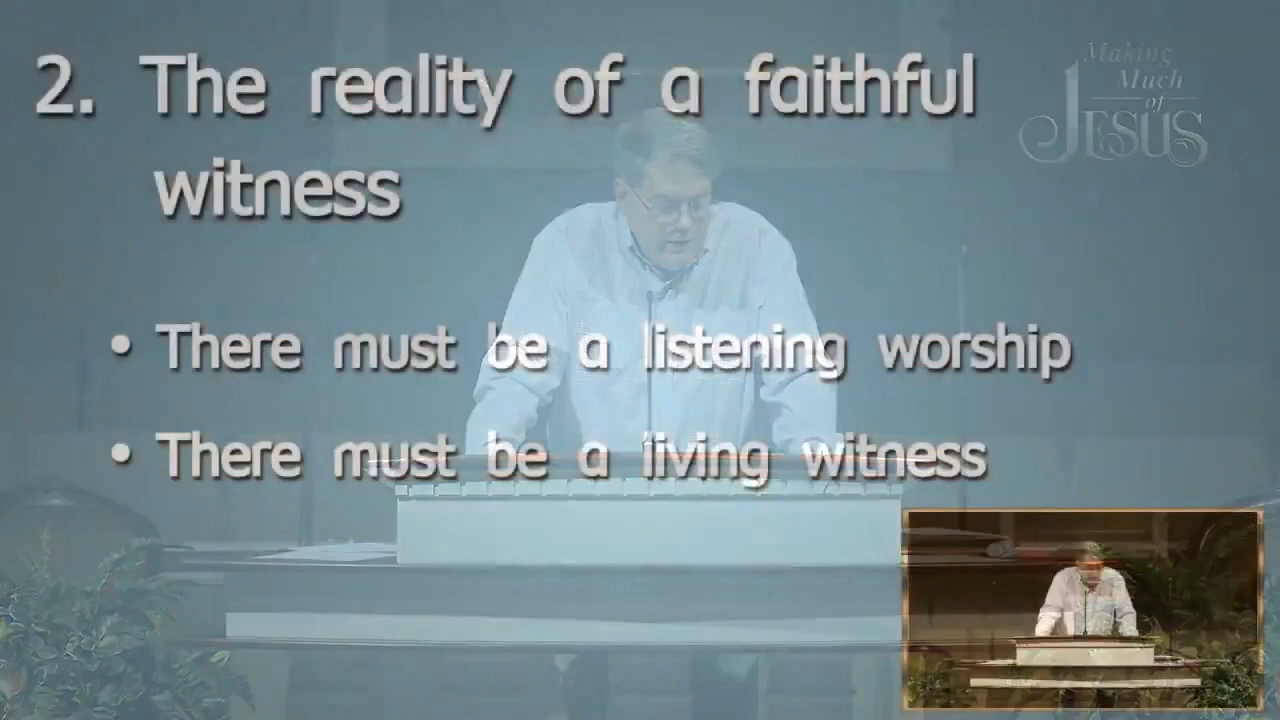 2. The reality of a faithful
witness
• There must be a listening worship
• There must be a living witness
Making
Much
of
JESUS